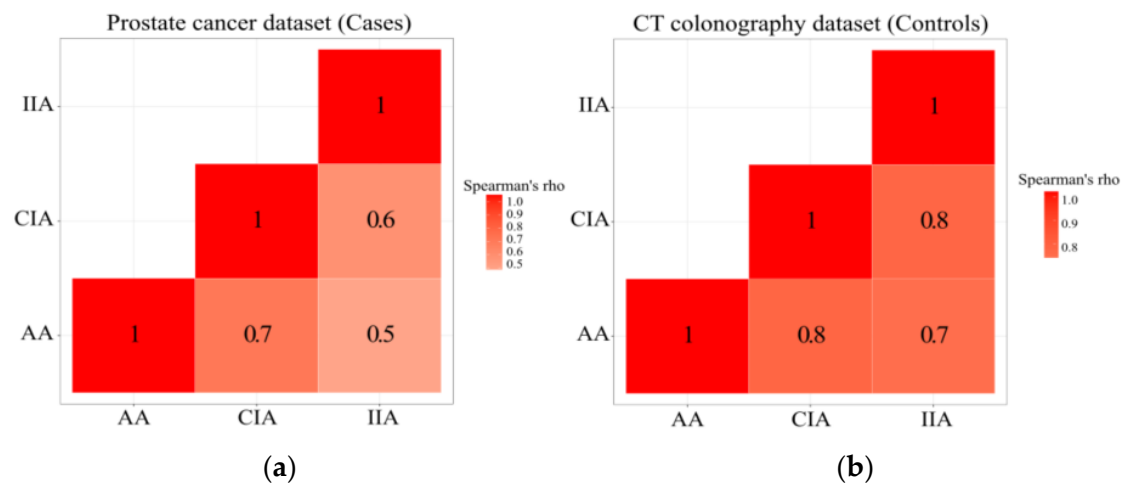 Prostate cancer dataset (Cases)
IIA
CIA
AA
1
1
0.6
1
0.7
0.5
AA
CIA
IIA
Spearman's rho
1.0
0.9
0.8
0.7
0.6
0.5
(a)
CT colonography dataset (Controls)
IIA
CIA
AA
1
1
0.8
1
0.8
0.7
AA
CIA
IIA
Spearman's rho
1.0
0.9
0.8
(b)